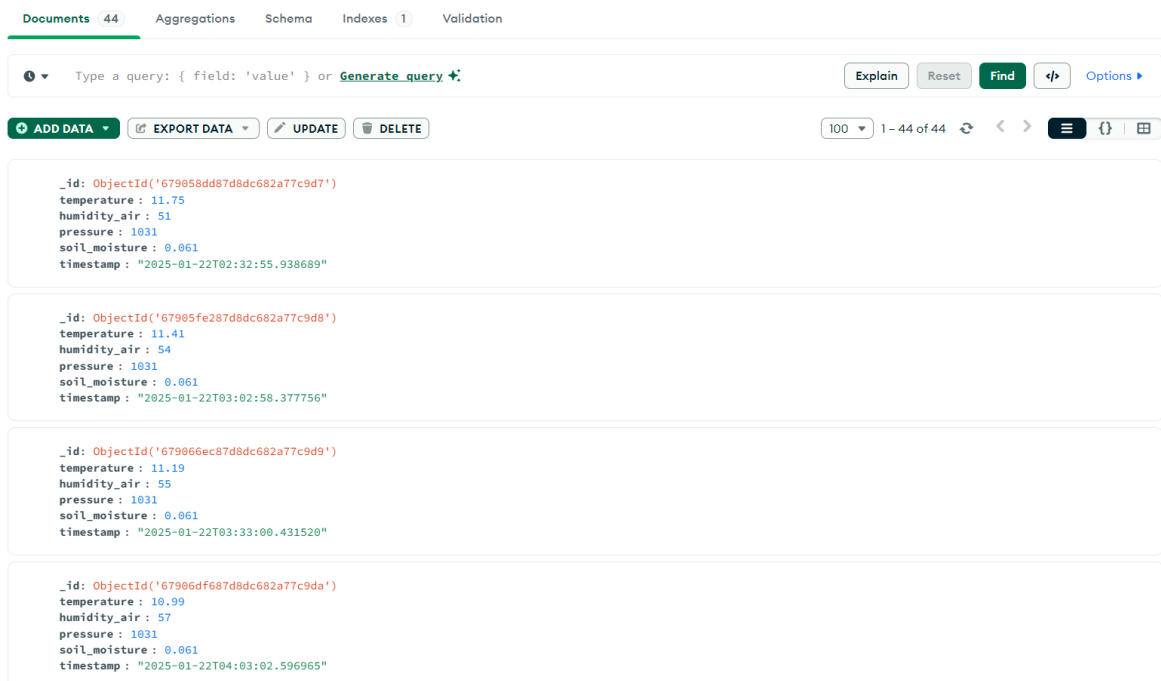 Documents 44 Aggregations Schema Indexes 1 Validation
Type a query: { field: 'value' } or Generate query Explain Reset Find </> Options
ADD DATA EXPORT DATA UPDATE DELETE 100 1 – 44 of 44 {}
_id: ObjectId('679058dd87d8dc682a77c9d7')
temperature : 11.75
humidity_air : 51
pressure : 1031
soil_moisture : 0.061
timestamp : "2025-01-22T02:32:55.938689"
_id: ObjectId('67905fe287d8dc682a77c9d8')
temperature : 11.41
humidity_air : 54
pressure : 1031
soil_moisture : 0.061
timestamp : "2025-01-22T03:02:58.377756"
_id: ObjectId('679066ec87d8dc682a77c9d9')
temperature : 11.19
humidity_air : 55
pressure : 1031
soil_moisture : 0.061
timestamp : "2025-01-22T03:33:00.431520"
_id: ObjectId('67906df687d8dc682a77c9da')
temperature : 10.99
humidity_air : 57
pressure : 1031
soil_moisture : 0.061
timestamp : "2025-01-22T04:03:02.596965"